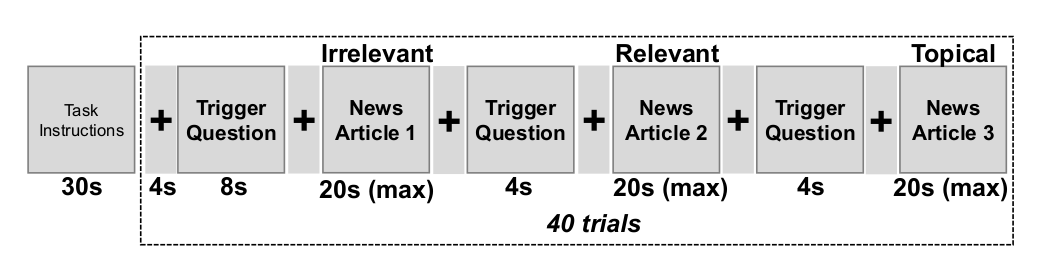 Irrelevant Relevant Topical
Task Instructions + Trigger Question + News Article 1 + Trigger Question + News Article 2 + Trigger Question + News Article 3
30s 4s 8s 20s (max) 4s 20s (max) 4s 20s (max)
40 trials